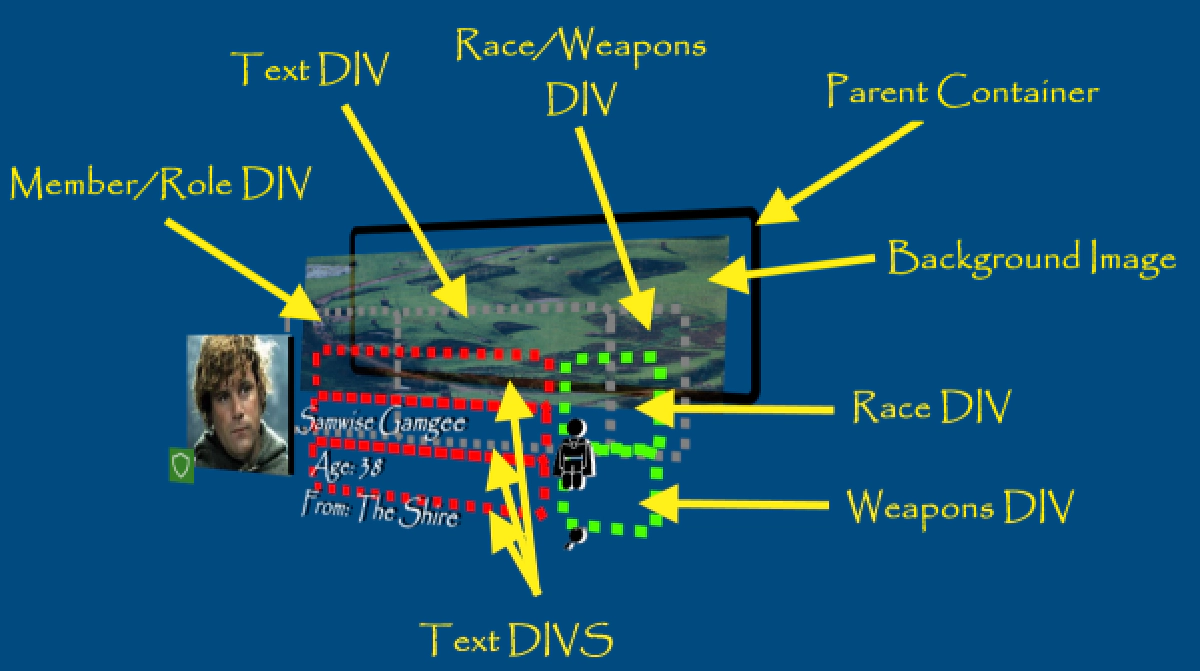 Race/Weapons
DIV
Text DIV
Parent Container
Member/Role DIV
Background Image
Race DIV
Samwise Gamgee
Age: 38
From: The Shire
Weapons DIV
Text DIVS